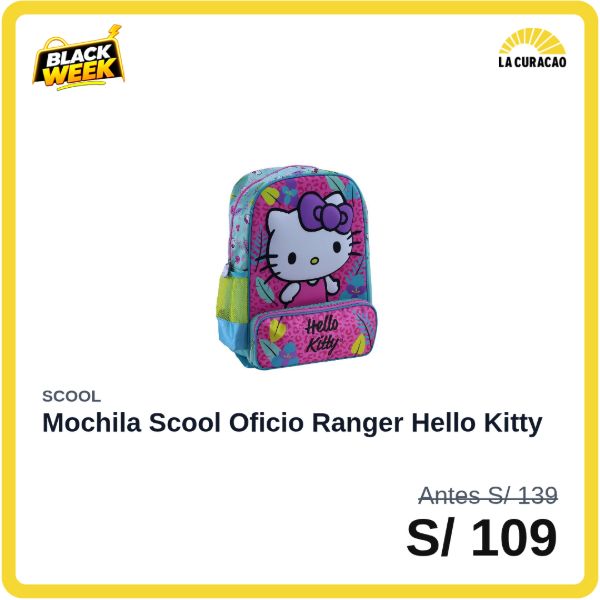 BLACK
WEEK
LA CURACAO
Hello
Kitty
SCOOL
Mochila Scool Oficio Ranger Hello Kitty
Antes S/ 139
S/ 109